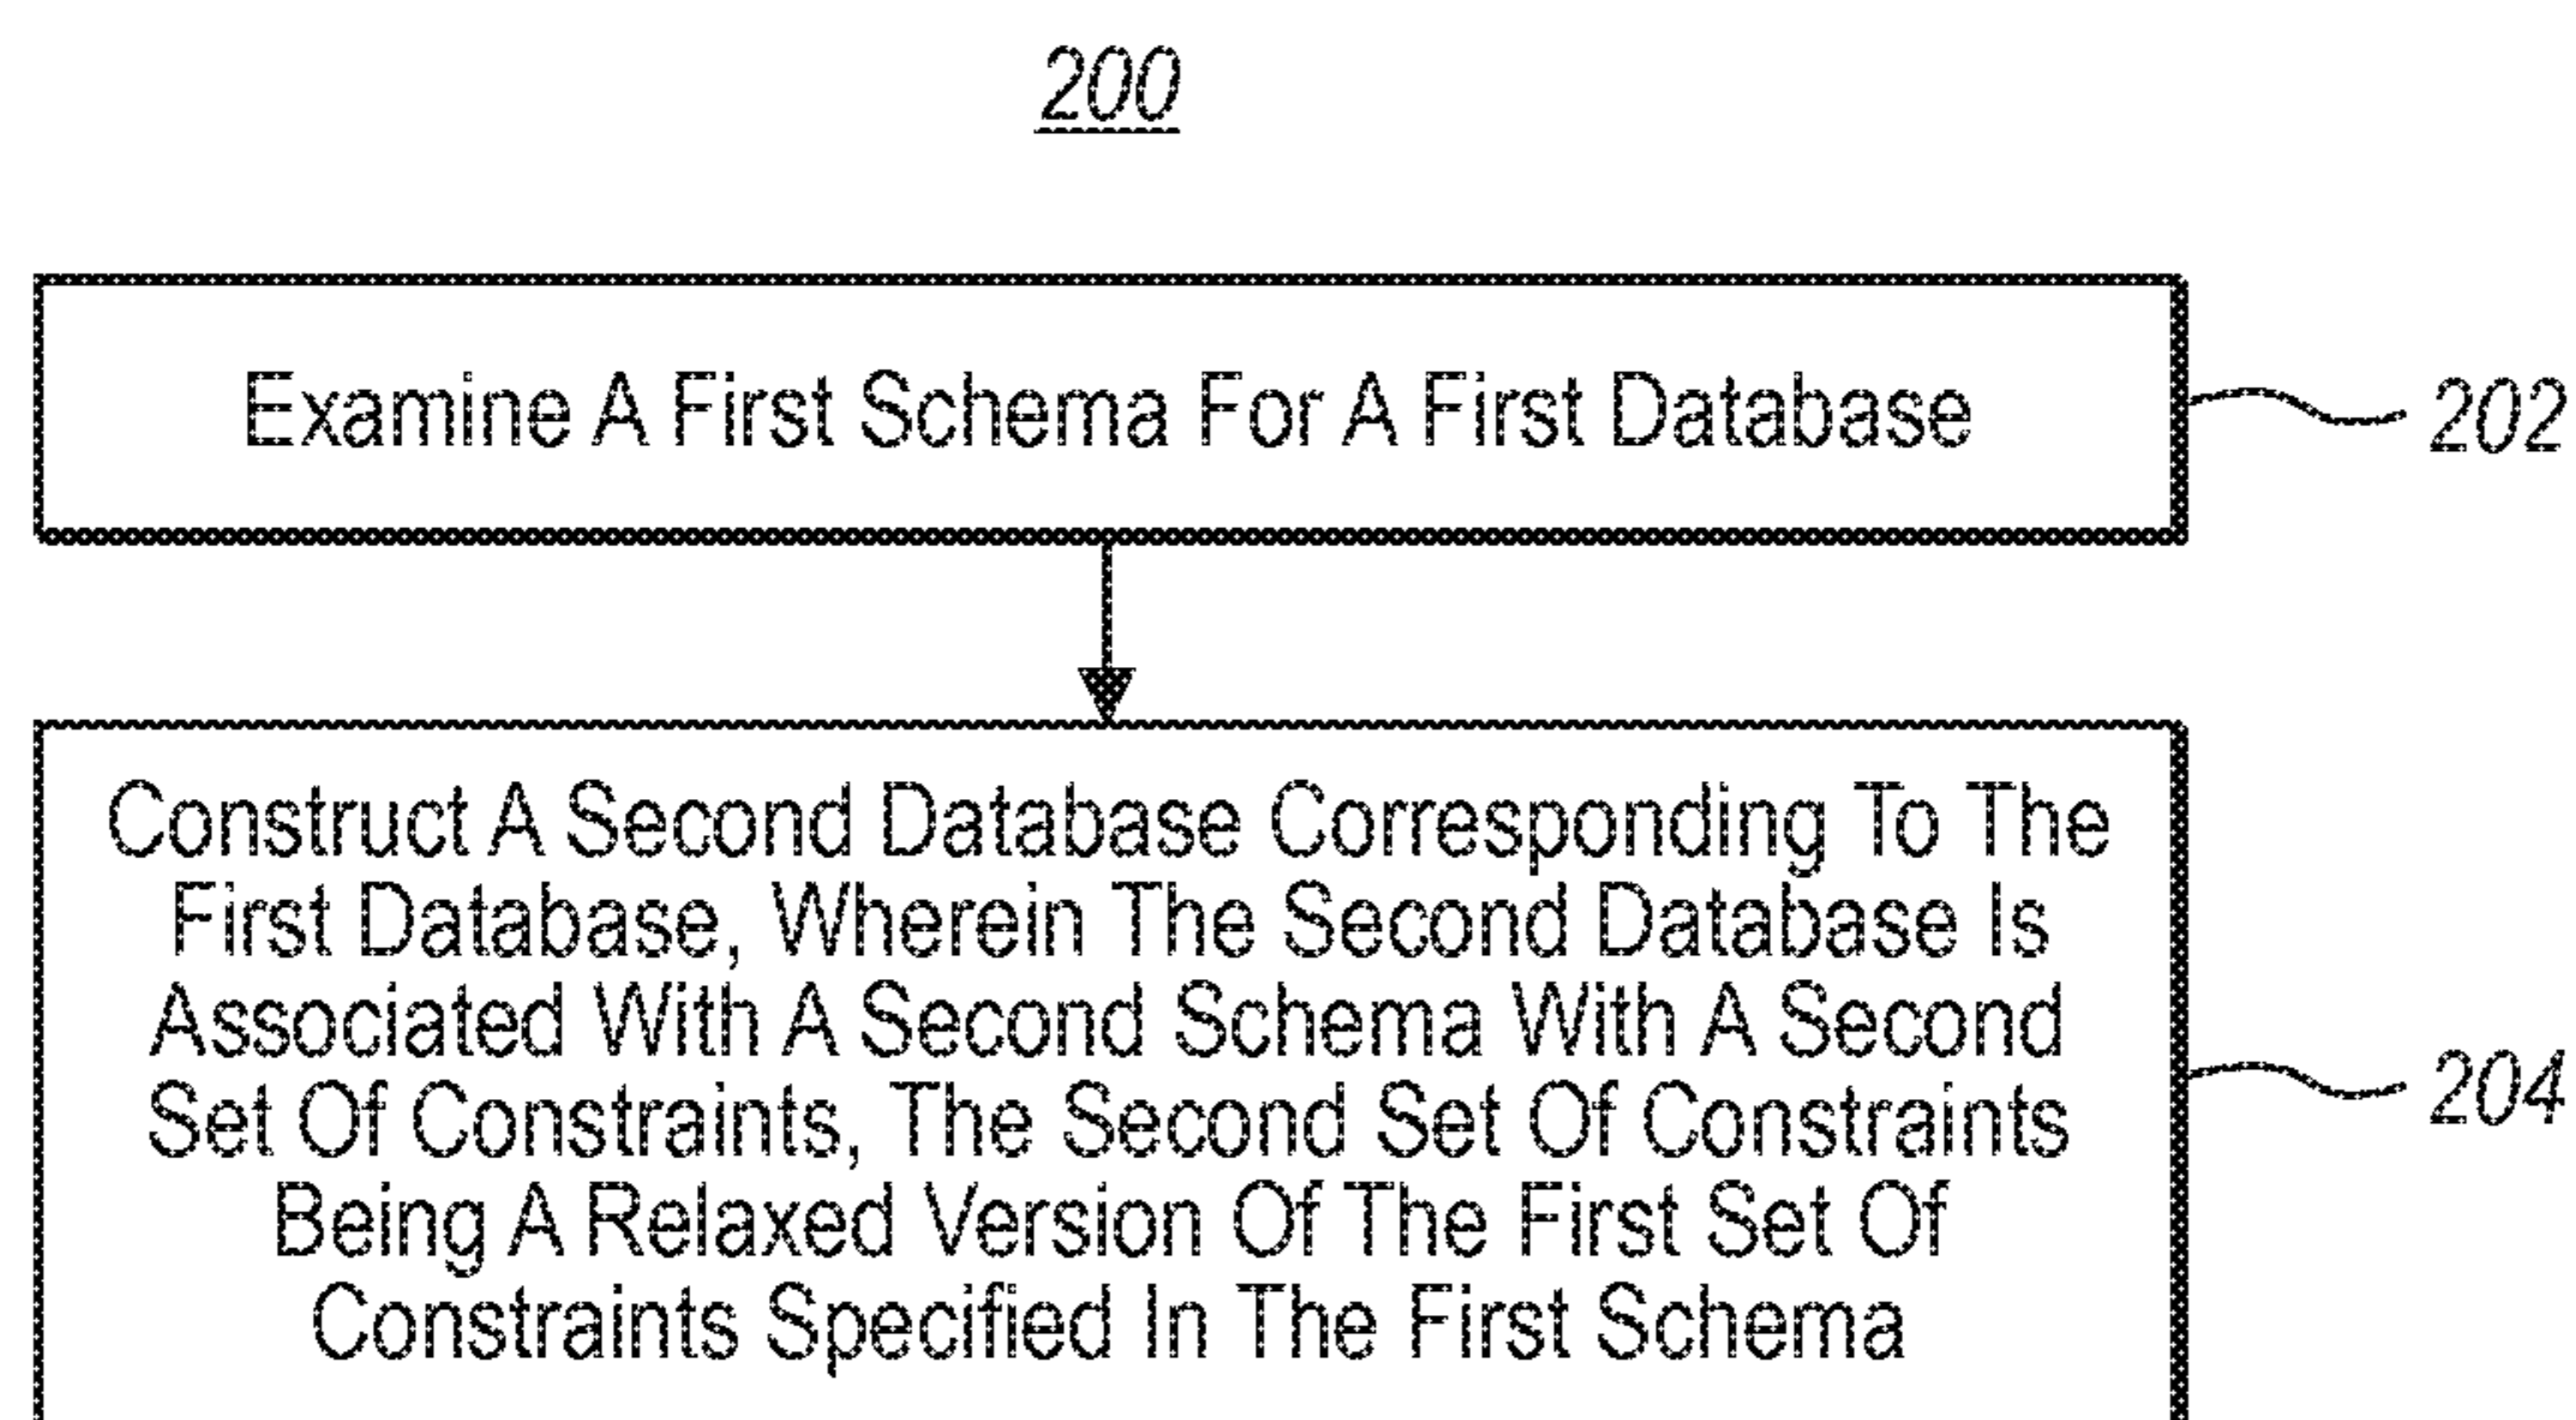 200
Examine A First Schema For A First Database
202
Construct A Second Database Corresponding To The
First Database, Wherein The Second Database Is
Associated With A Second Schema With A Second
Set Of Constraints, The Second Set Of Constraints
Being A Relaxed Version Of The First Set Of
Constraints Specified In The First Schema
204